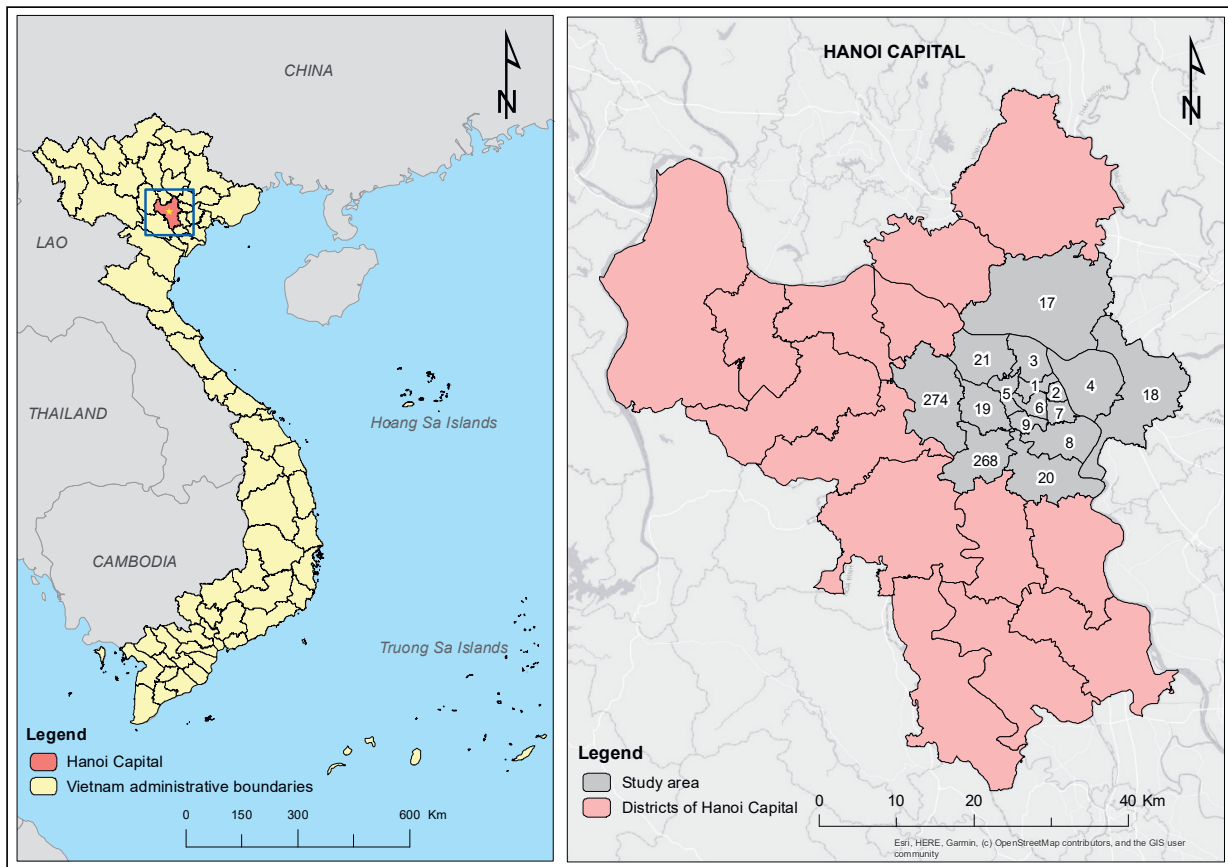 CHINA
N
LAO
THAILAND
Hoang Sa Islands
CAMBODIA
Truong Sa Islands
Legend
Hanoi Capital
Vietnam administrative boundaries
0 150 300 600 Km
HANOI CAPITAL
N
17
21
3
1
2
4
18
274
5
19
6
7
9
8
268
20
Legend
Study area
Districts of Hanoi Capital
0 10 20 40 Km
Esri, HERE, Garmin, (c) OpenStreetMap contributors, and the GIS user
community